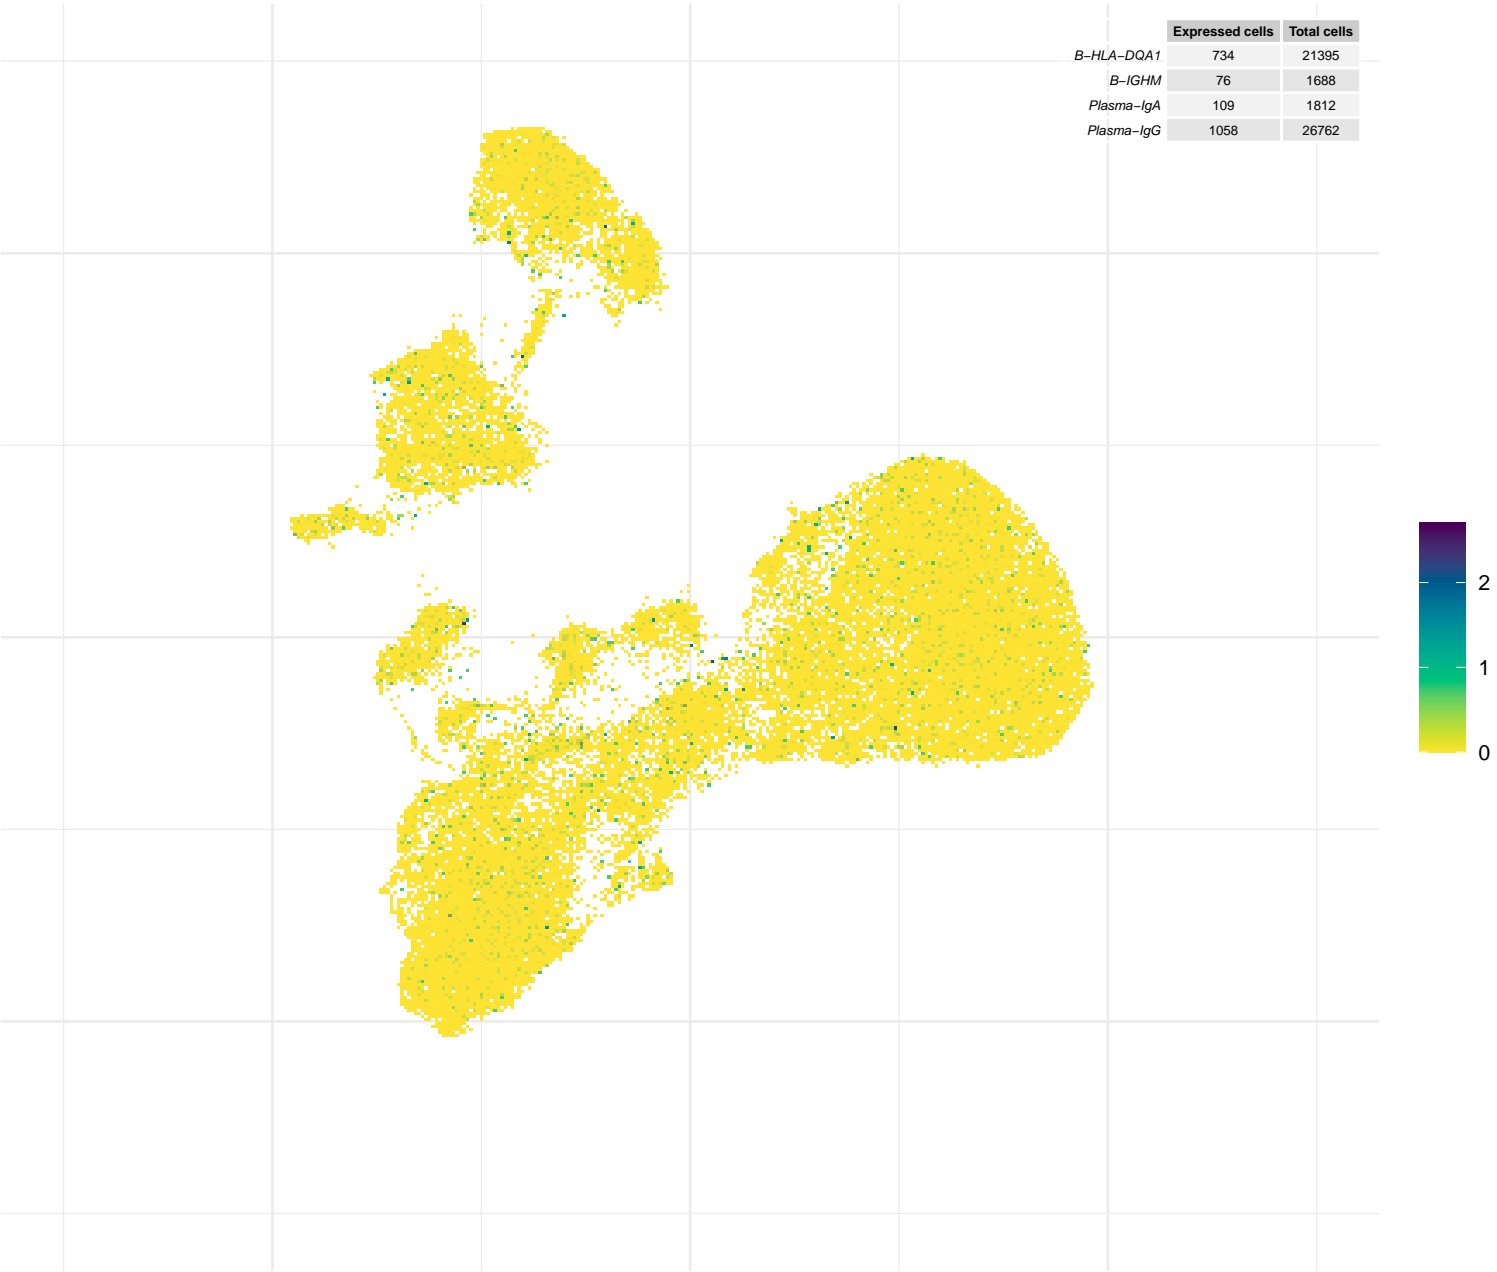 Expressed cells Total cells
B−HLA−DQA1 734 21395
B−IGHM 76 1688
Plasma−IgA 109 1812
Plasma−IgG 1058 26762
2
1
0